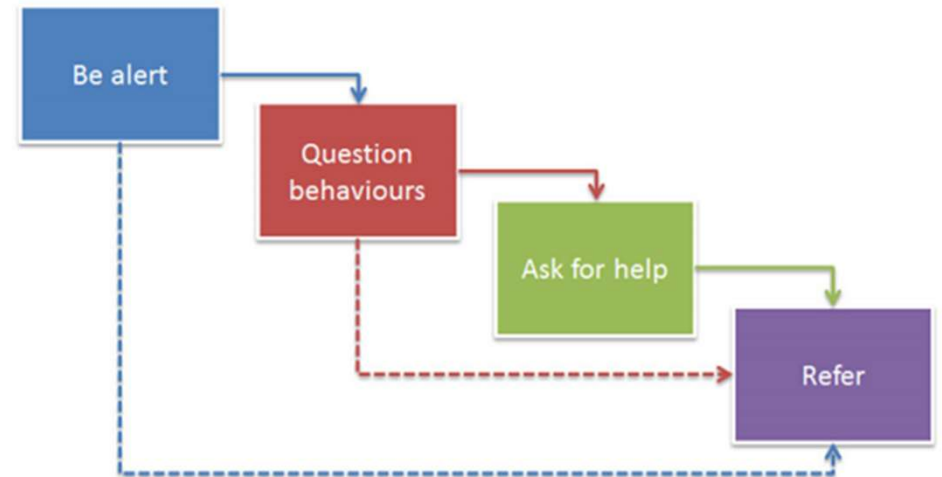 Be alert
Question
behaviours
Ask for help
Refer